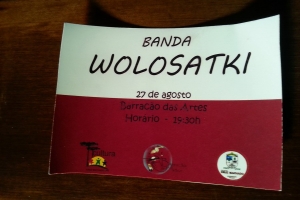 BANDA
WOLOSATKI
27 de agosto
Barracão das Artes
Horário - 19:30h